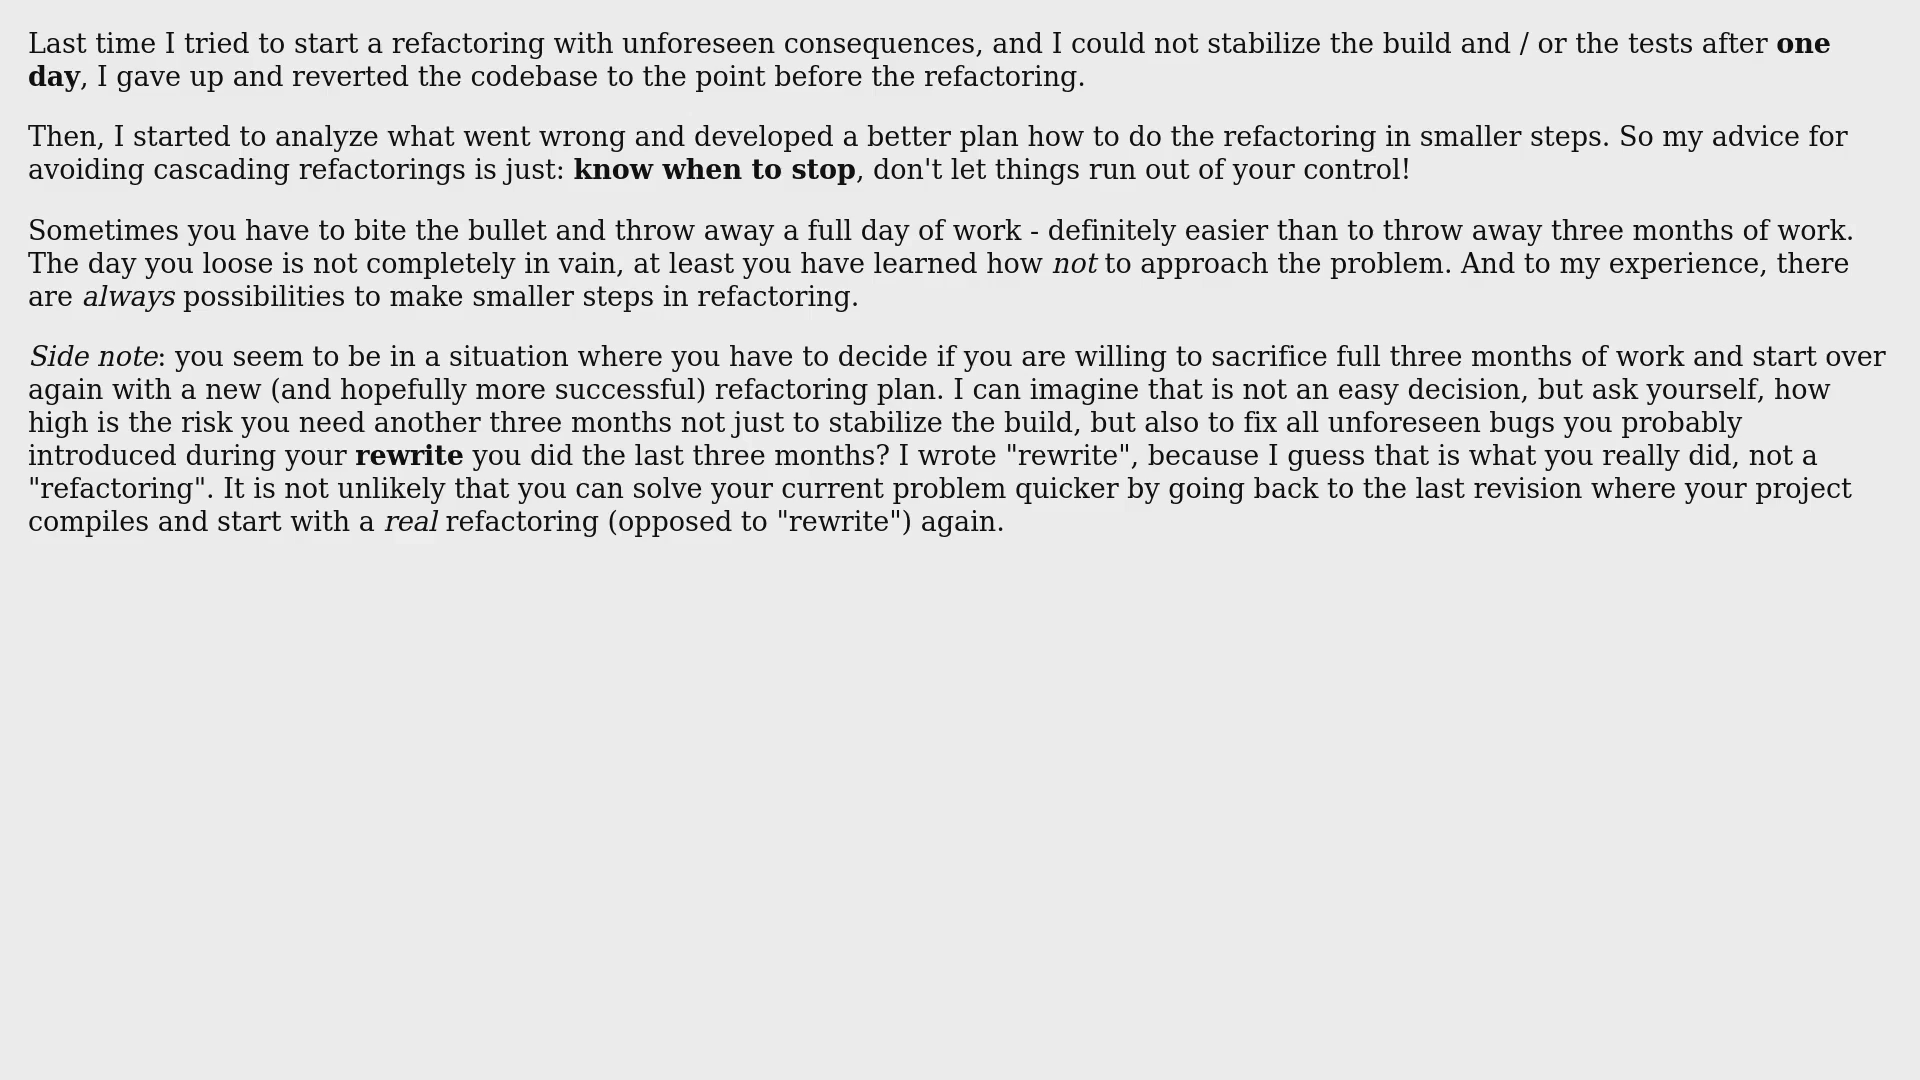 Last time I tried to start a refactoring with unforeseen consequences, and I could not stabilize the build and / or the tests after one
day, I gave up and reverted the codebase to the point before the refactoring.
Then, I started to analyze what went wrong and developed a better plan how to do the refactoring in smaller steps. So my advice for
avoiding cascading refactorings is just: know when to stop, don't let things run out of your control!
Sometimes you have to bite the bullet and throw away a full day of work - definitely easier than to throw away three months of work.
The day you loose is not completely in vain, at least you have learned how not to approach the problem. And to my experience, there
are always possibilities to make smaller steps in refactoring.
Side note: you seem to be in a situation where you have to decide if you are willing to sacrifice full three months of work and start over
again with a new (and hopefully more successful) refactoring plan. I can imagine that is not an easy decision, but ask yourself, how
high is the risk you need another three months not just to stabilize the build, but also to fix all unforeseen bugs you probably
introduced during your rewrite you did the last three months? I wrote "rewrite", because I guess that is what you really did, not a
"refactoring". It is not unlikely that you can solve your current problem quicker by going back to the last revision where your project
compiles and start with a real refactoring (opposed to "rewrite") again.